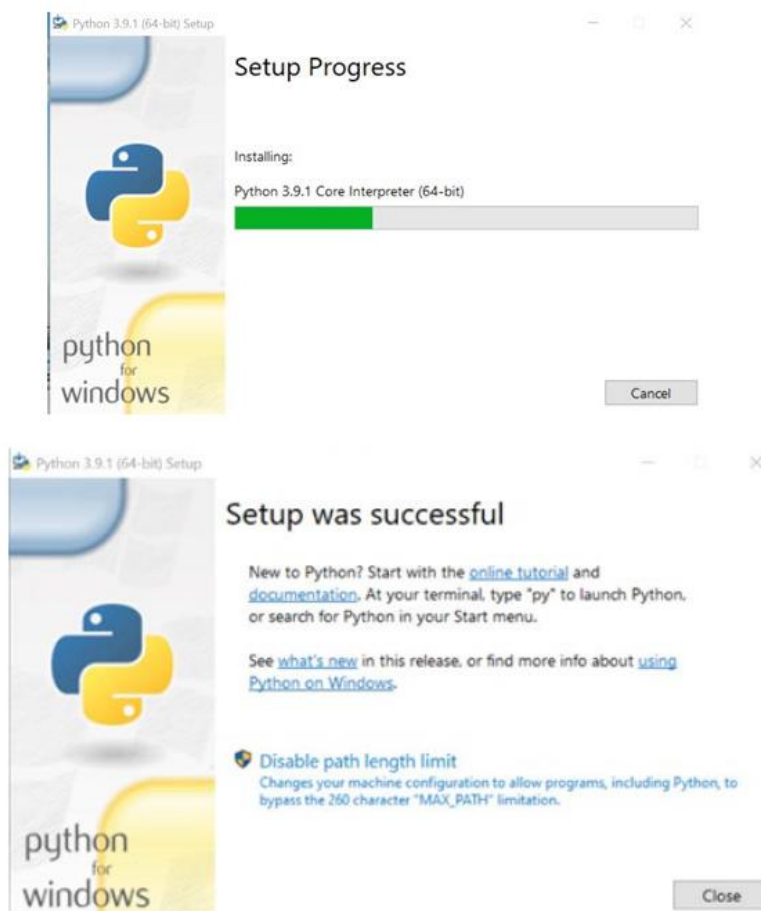 Python 3.9.1 (64-bit) Setup
Setup Progress
Installing:
Python 3.9.1 Core Interpreter (64-bit)
python
for
windows
Cancel
Python 3.9.1 (64-bit) Setup
Setup was successful
New to Python? Start with the online tutorial and
documentation. At your terminal, type "py" to launch Python,
or search for Python in your Start menu.
See what's new in this release, or find more info about using
Python on Windows.
Disable path length limit
Changes your machine configuration to allow programs, including Python, to
bypass the 260 character "MAX_PATH" limitation.
python
for
windows
Close